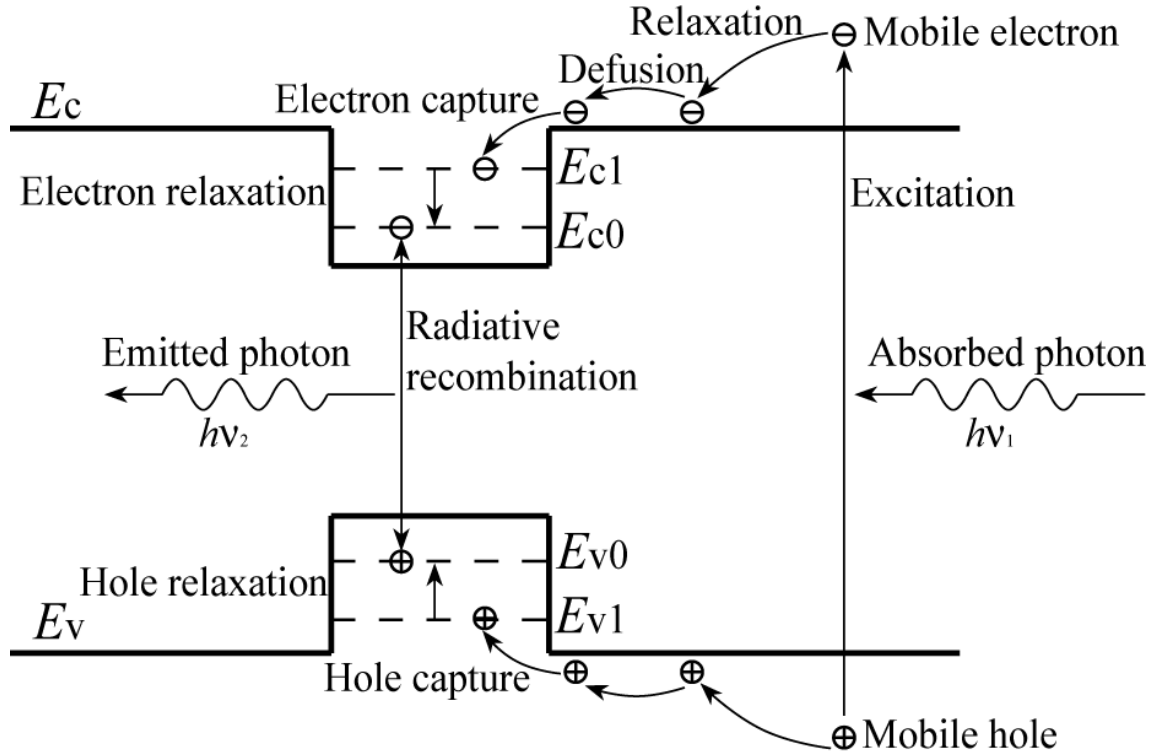 Relaxation
Mobile electron
Defusion
Electron capture
Ec
Ec1
Electron relaxation
Excitation
Ec0
Radiative
recombination
Emitted photon
Absorbed photon
hν₂
hν₁
Ev0
Hole relaxation
Ev1
Ev
Hole capture
Mobile hole